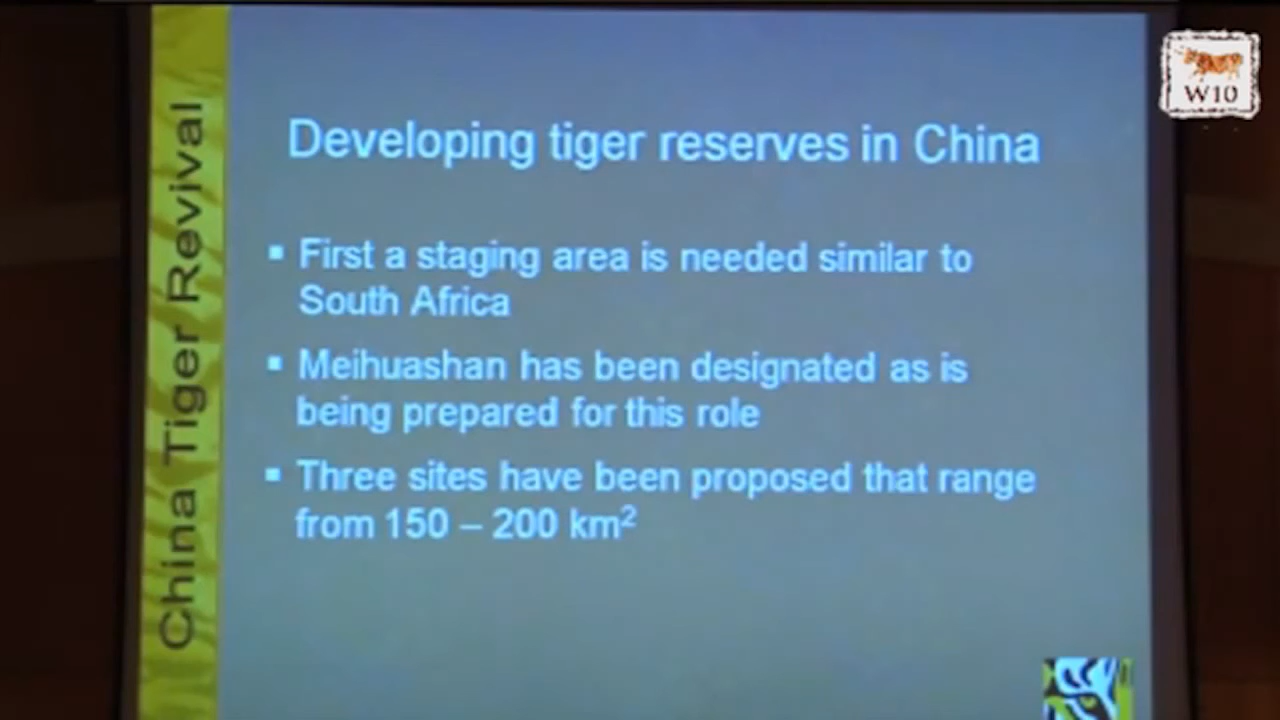 Developing tiger reserves in China
▪ First a staging area is needed similar to
South Africa
▪ Meihuashan has been designated as is
being prepared for this role
▪ Three sites have been proposed that range
from 150 – 200 km²
China Tiger Revival
W10